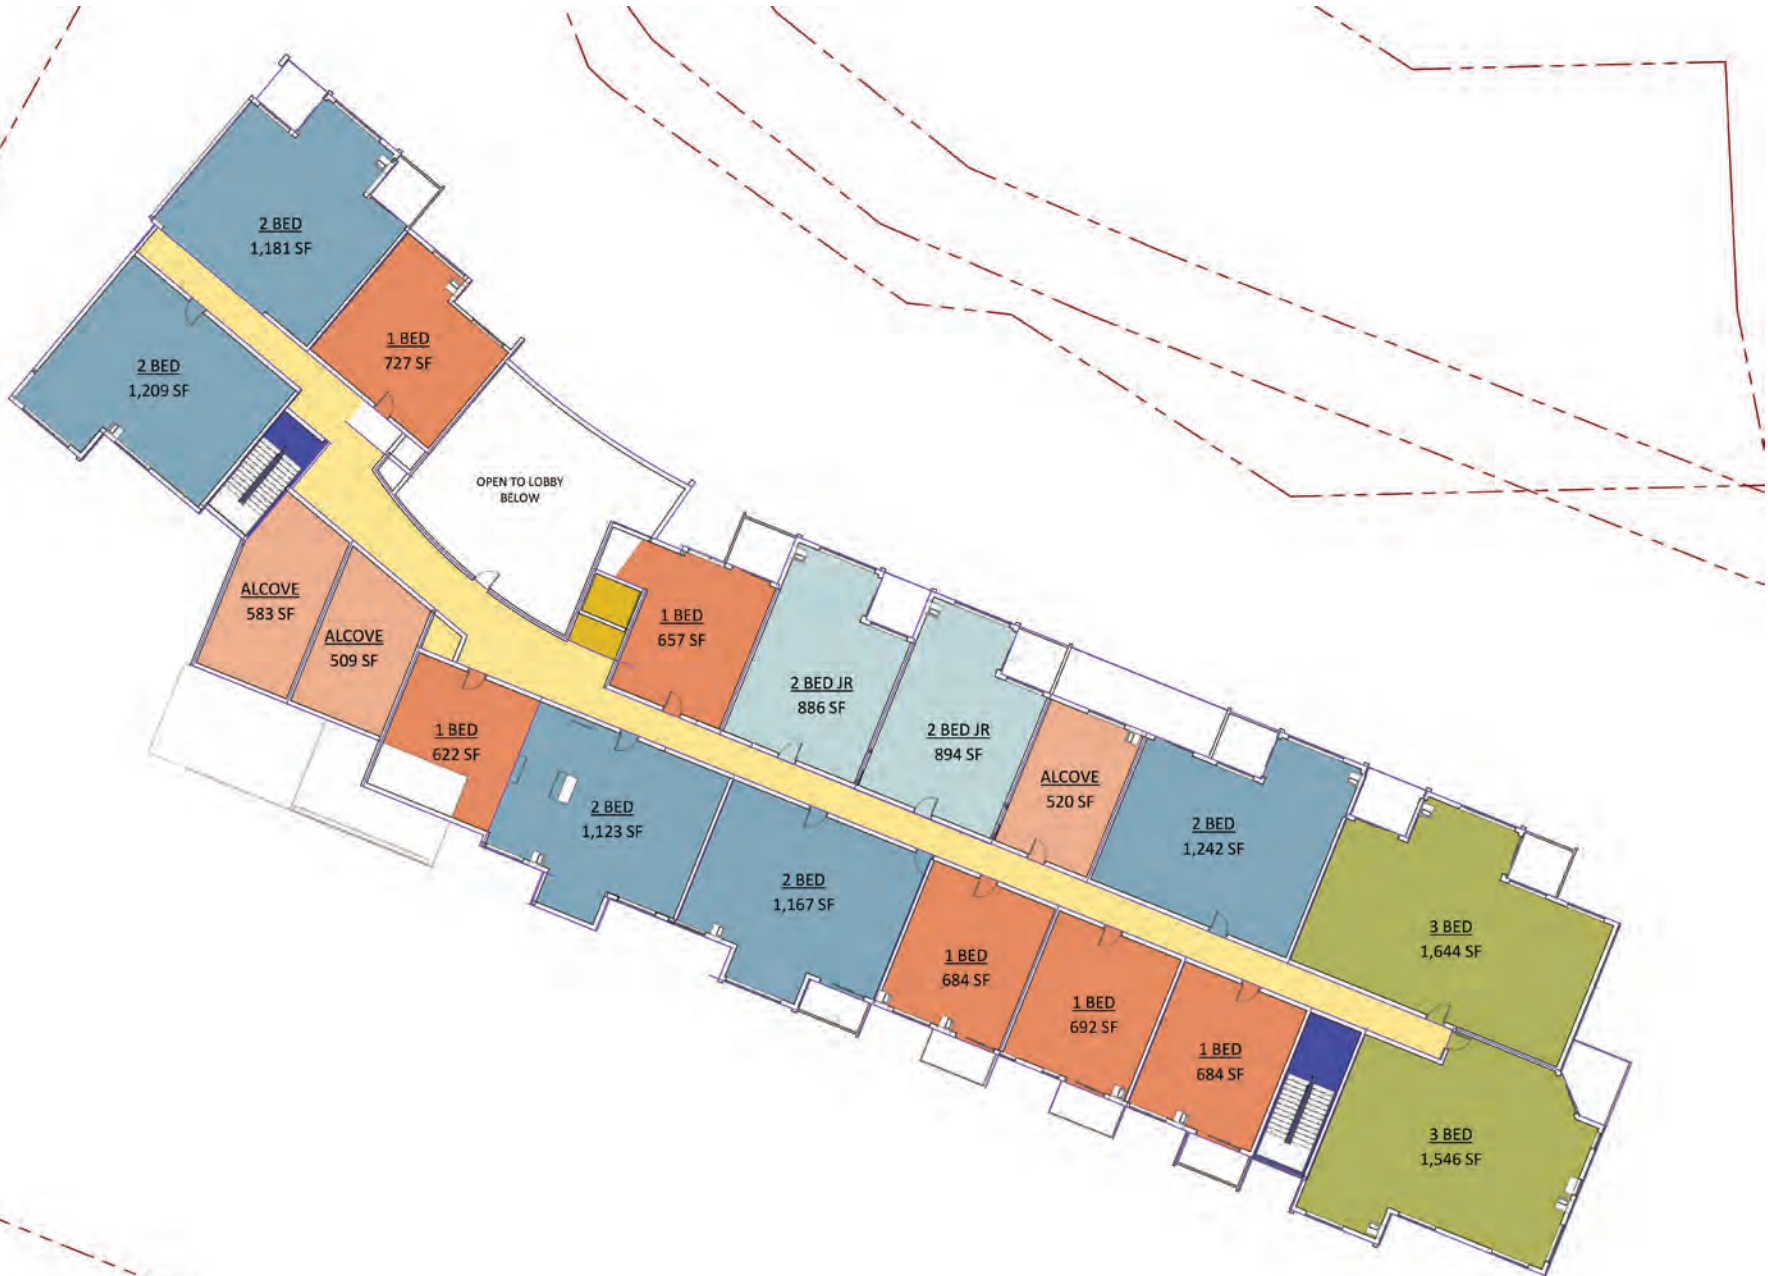 2 BED
1,181 SF
1 BED
727 SF
2 BED
1,209 SF
OPEN TO LOBBY
BELOW
ALCOVE
583 SF
ALCOVE
509 SF
1 BED
657 SF
2 BED JR
886 SF
1 BED
622 SF
2 BED JR
894 SF
ALCOVE
520 SF
2 BED
1,123 SF
2 BED
1,242 SF
2 BED
1,167 SF
3 BED
1,644 SF
1 BED
684 SF
1 BED
692 SF
1 BED
684 SF
3 BED
1,546 SF